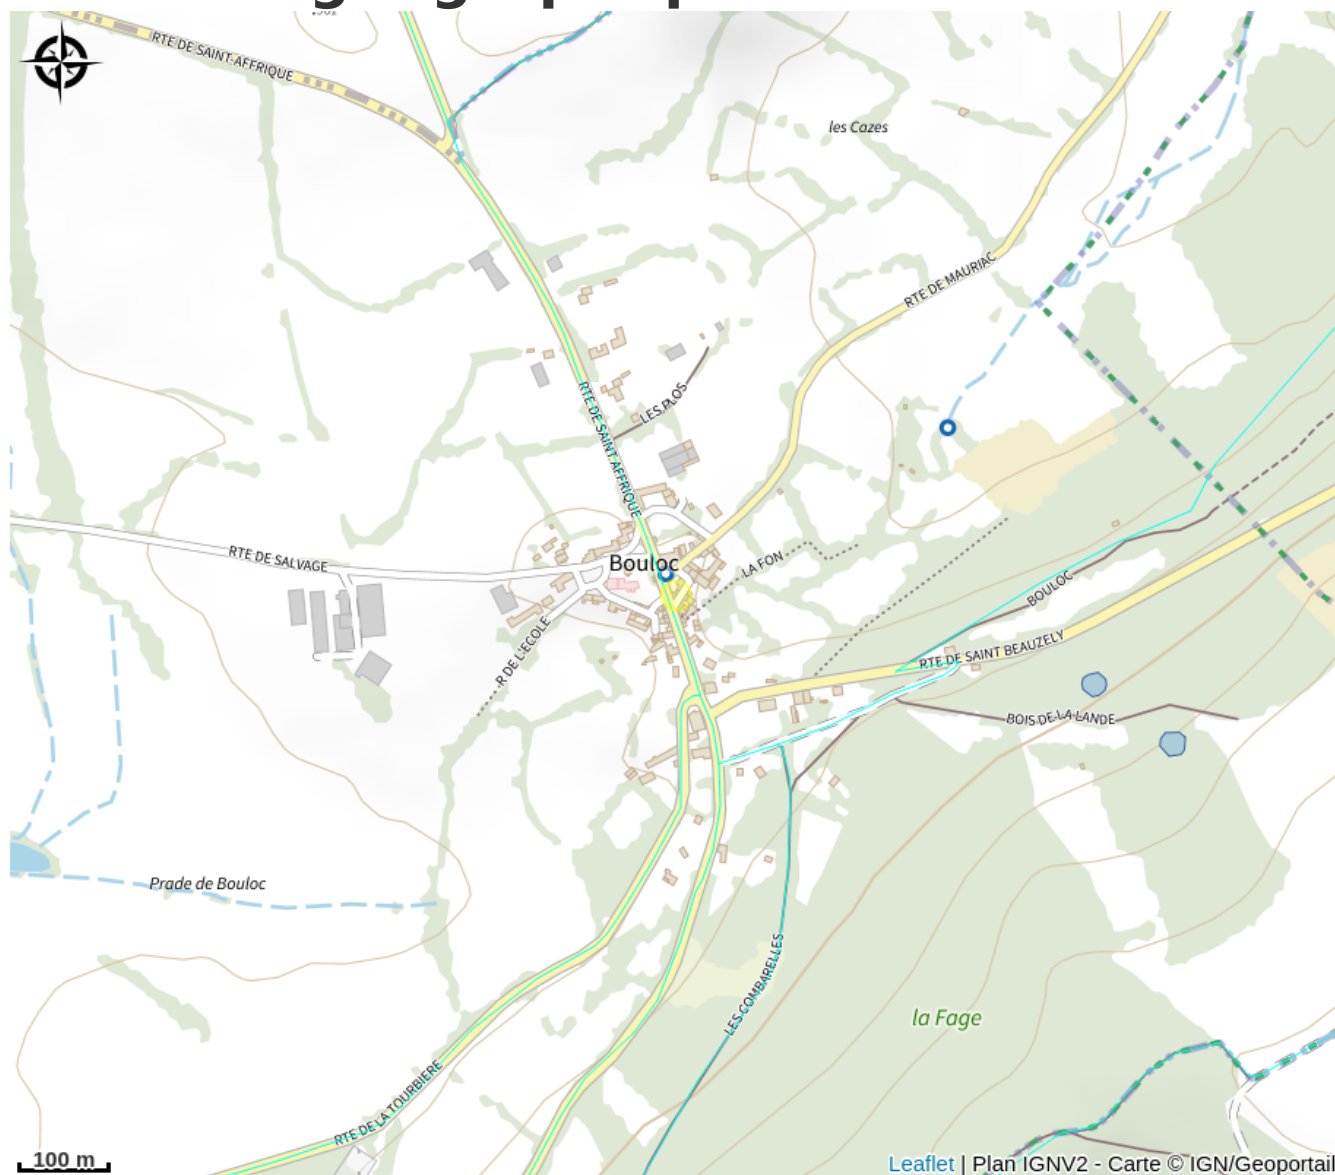 RTE DE SAINT-AFFRIQUE
les Cazes
RTE DE MAURIAC
LES PLOS
RTE DE SAINT AFFRIQUE
RTE DE SALVAGE
Bouloc
LA FON
BOULOC
R DE L'ECOLE
RTE DE SAINT BEAUZELY
BOIS DE LA LANDE
Prade de Bouloc
LES COMBARELLES
la Fage
RTE DE LA TOURBIERE
100 m
Leaflet | Plan IGNV2 - Carte © IGN/Geoportail